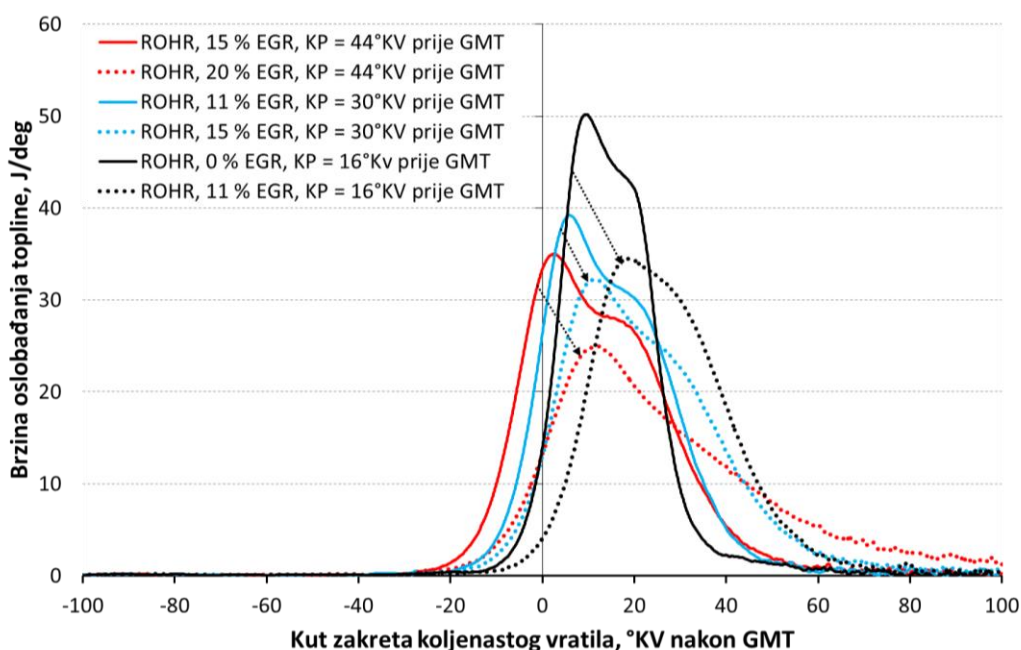 60
ROHR, 15 % EGR, KP = 44°KV prije GMT
ROHR, 20 % EGR, KP = 44°KV prije GMT
ROHR, 11 % EGR, KP = 30°KV prije GMT
ROHR, 15 % EGR, KP = 30°KV prije GMT
ROHR, 0 % EGR, KP = 16°Kv prije GMT
ROHR, 11 % EGR, KP = 16°KV prije GMT
50
40
30
20
10
0
Brzina oslobađanja topline, J/deg
-100 -80 -60 -40 -20 0 20 40 60 80 100
Kut zakreta koljenastog vratila, °KV nakon GMT